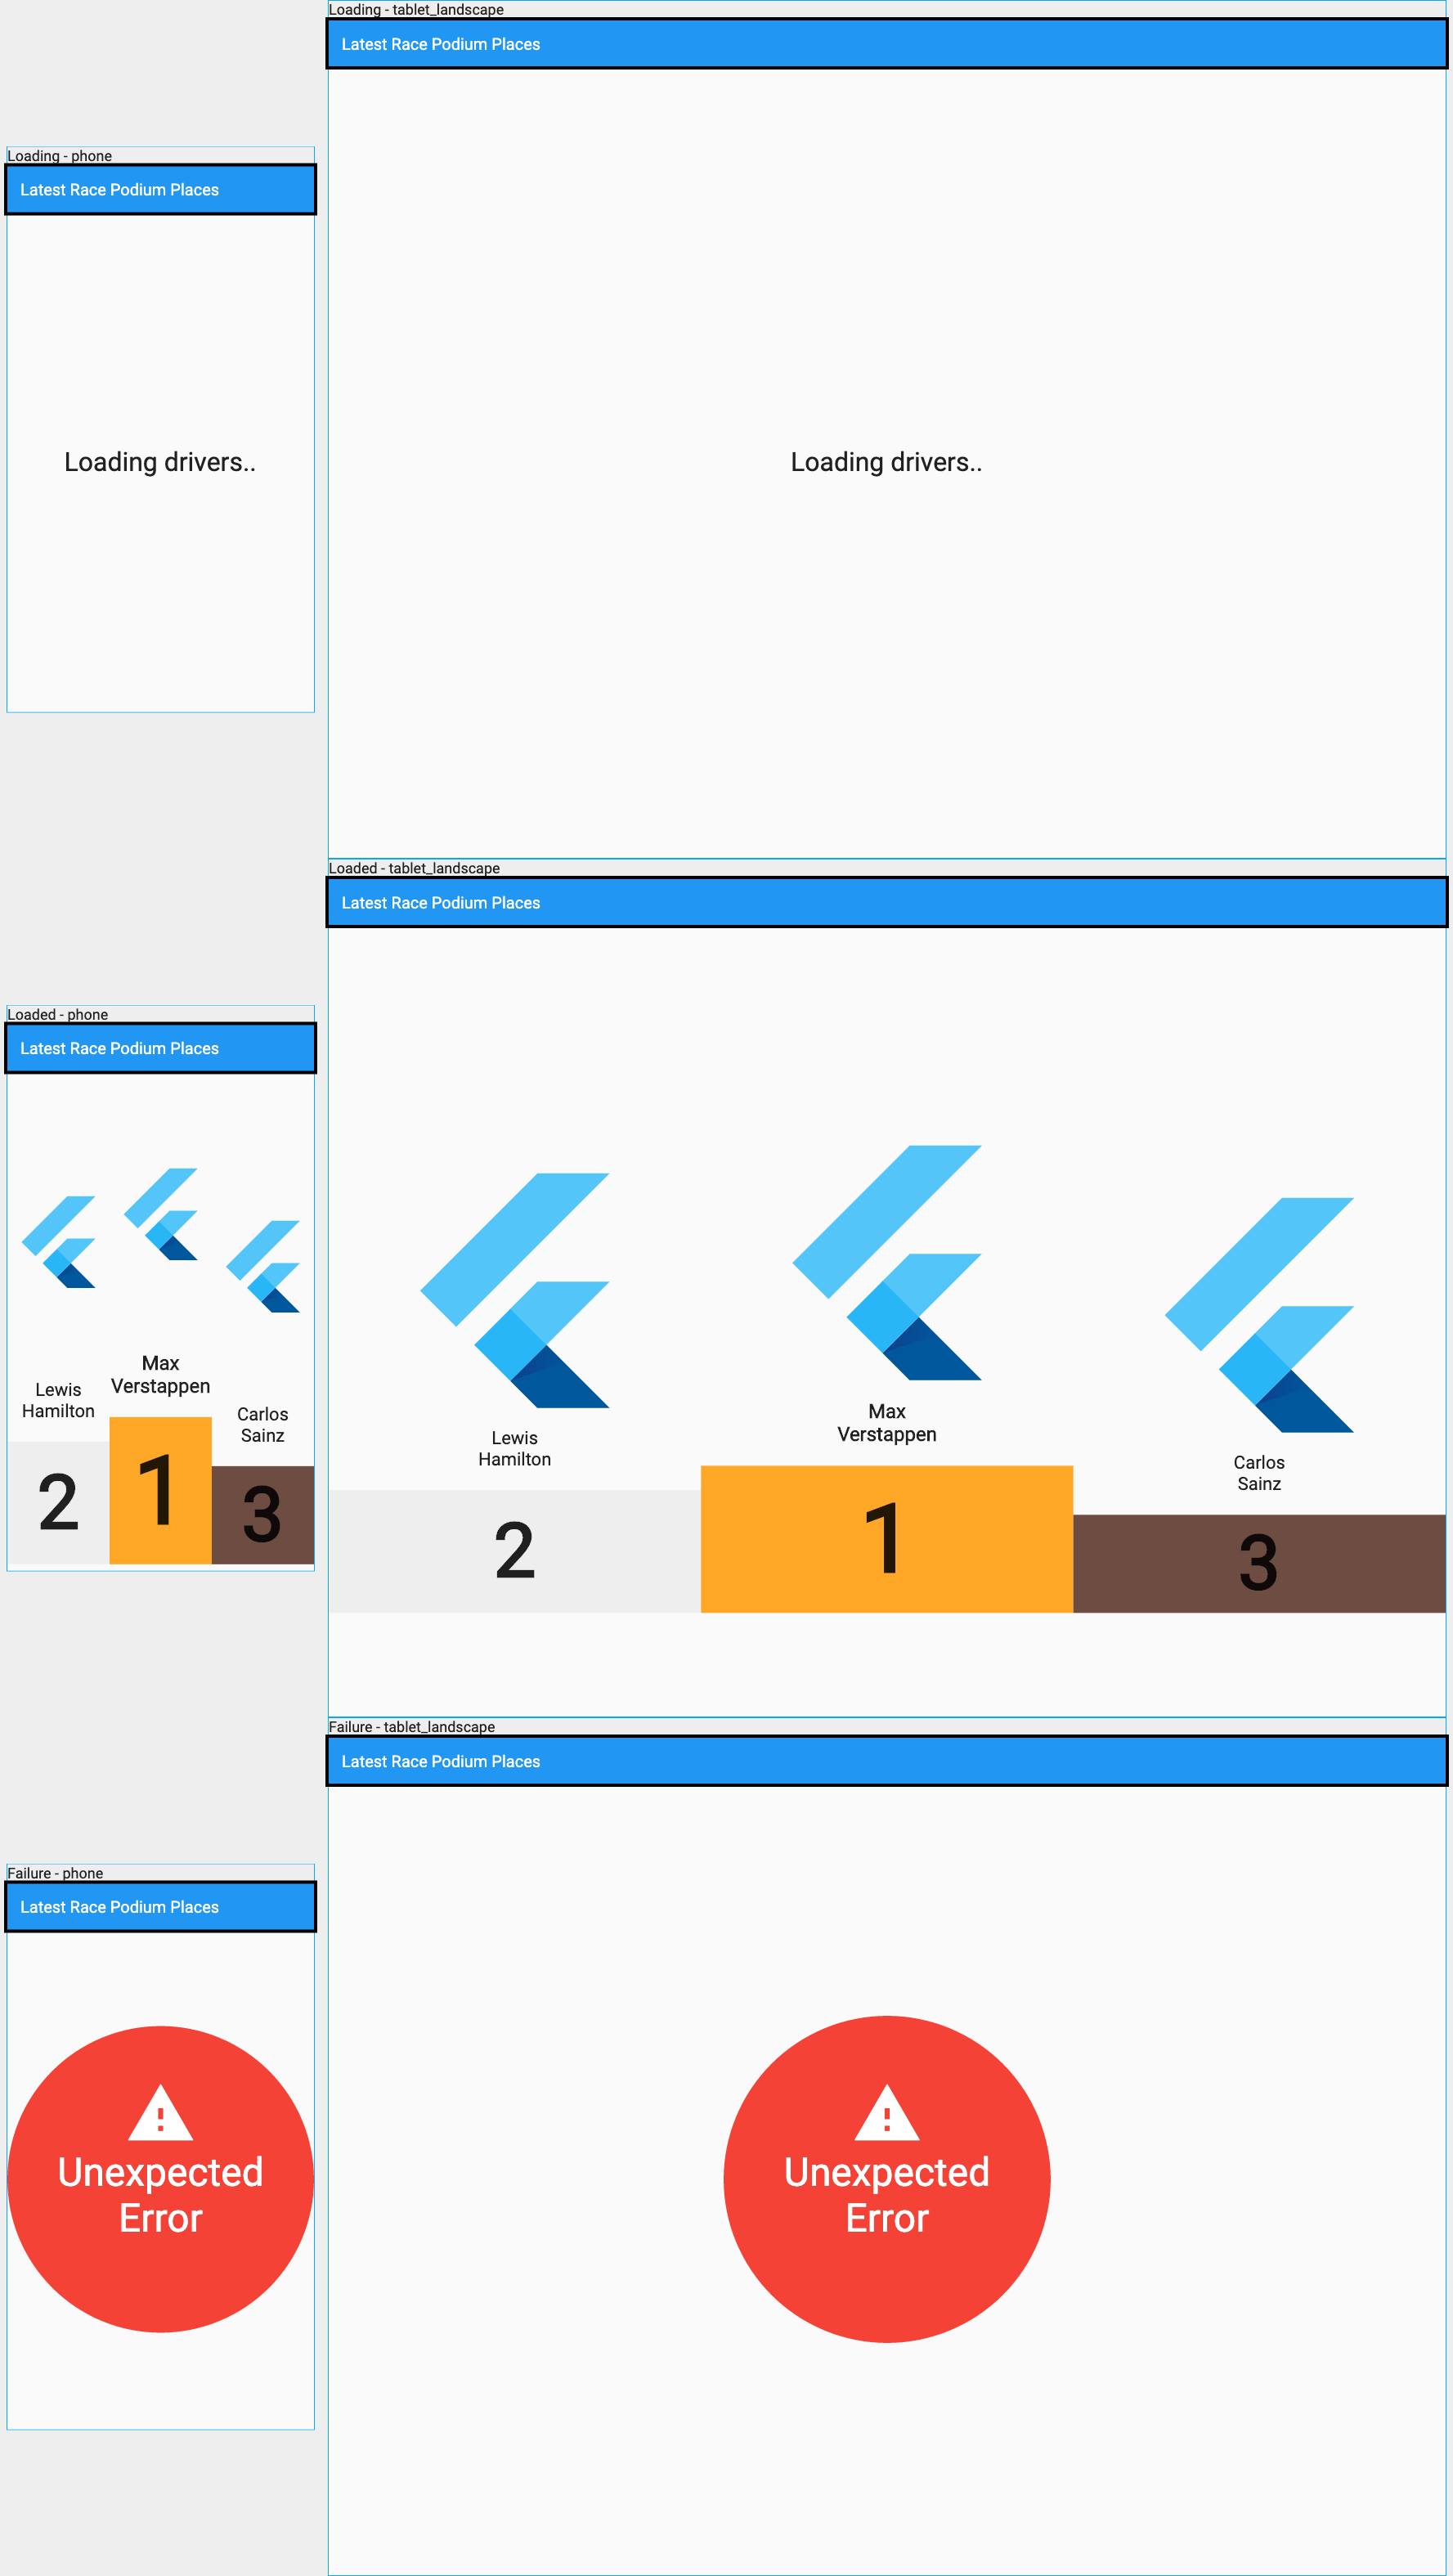 Loading - phone
Latest Race Podium Places
Loading drivers..
Loading - tablet_landscape
Latest Race Podium Places
Loading drivers..
Loaded - phone
Latest Race Podium Places
Lewis
Hamilton
2
Max
Verstappen
1
Carlos
Sainz
3
Loaded - tablet_landscape
Latest Race Podium Places
Lewis
Hamilton
2
Max
Verstappen
1
Carlos
Sainz
3
Failure - phone
Latest Race Podium Places
Unexpected
Error
Failure - tablet_landscape
Latest Race Podium Places
Unexpected
Error